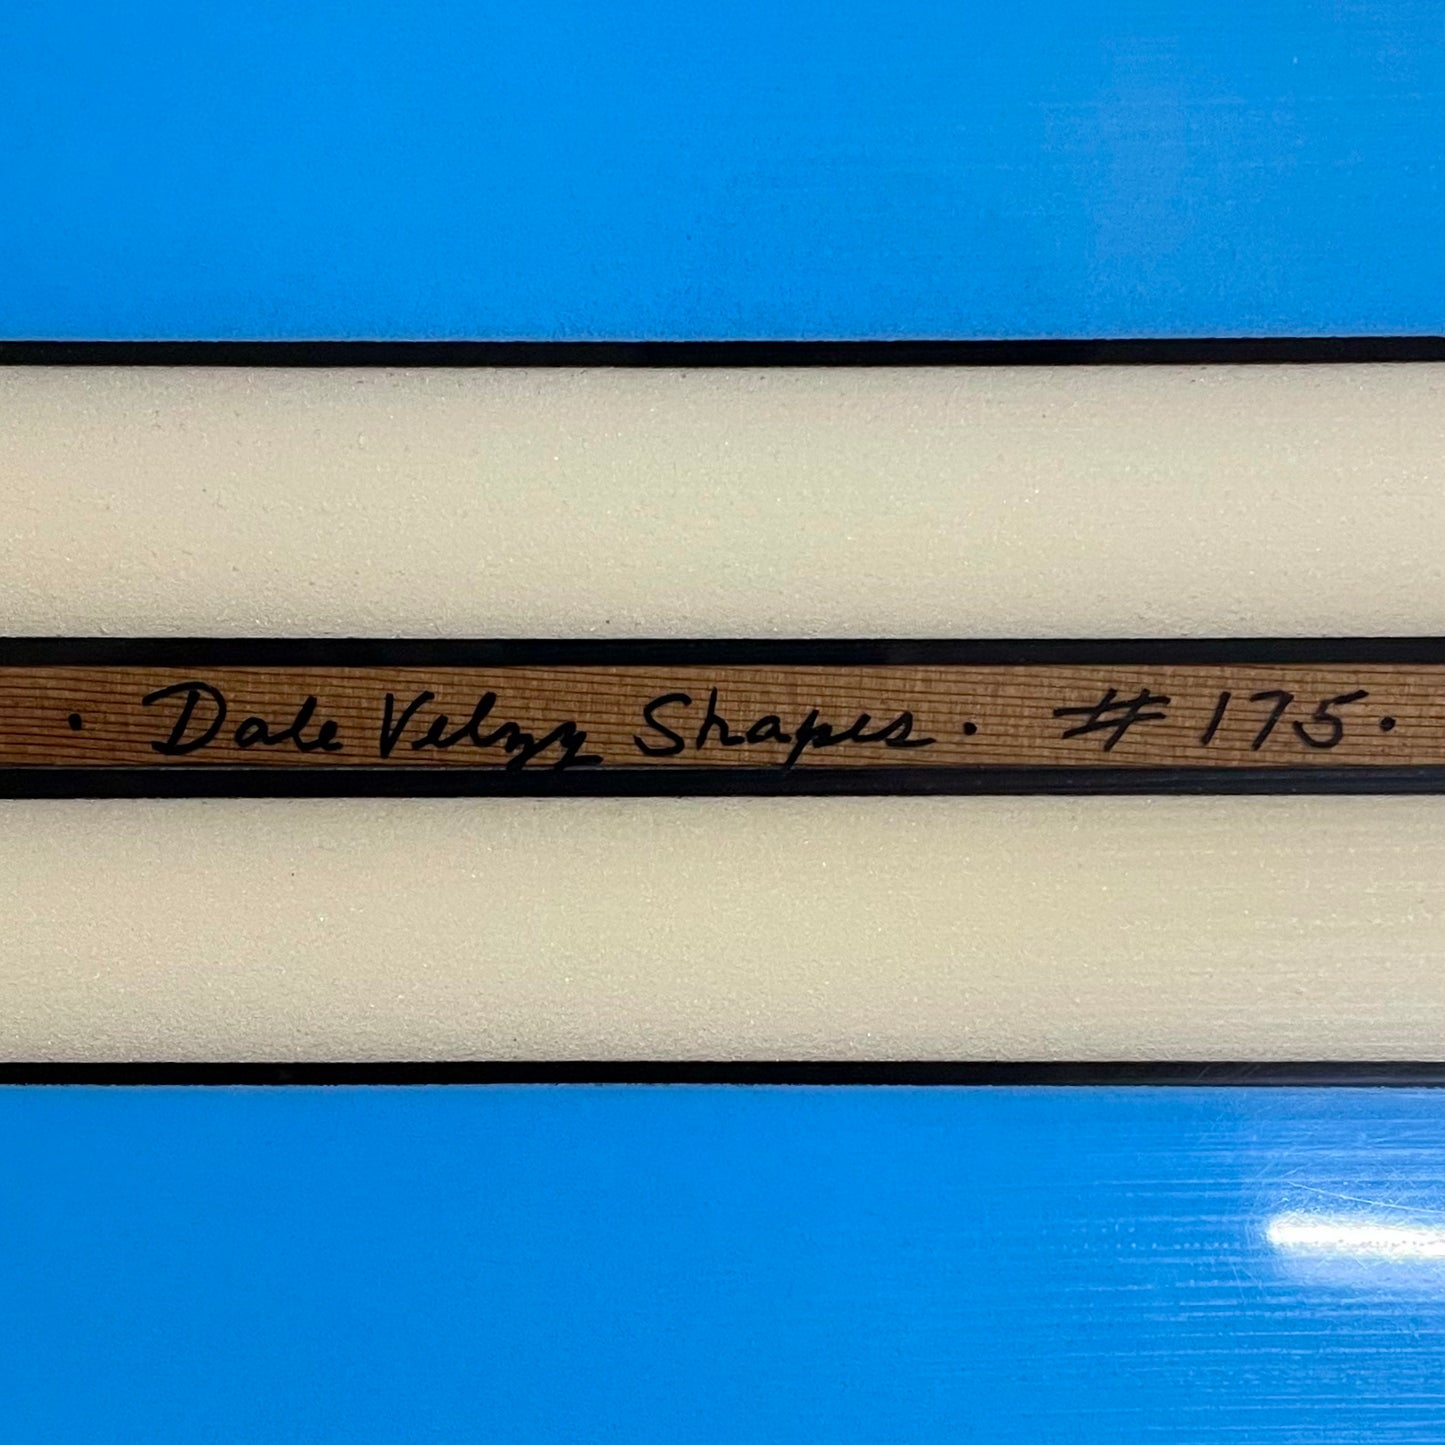 · Dale Velzy Shapes · # 175 ·